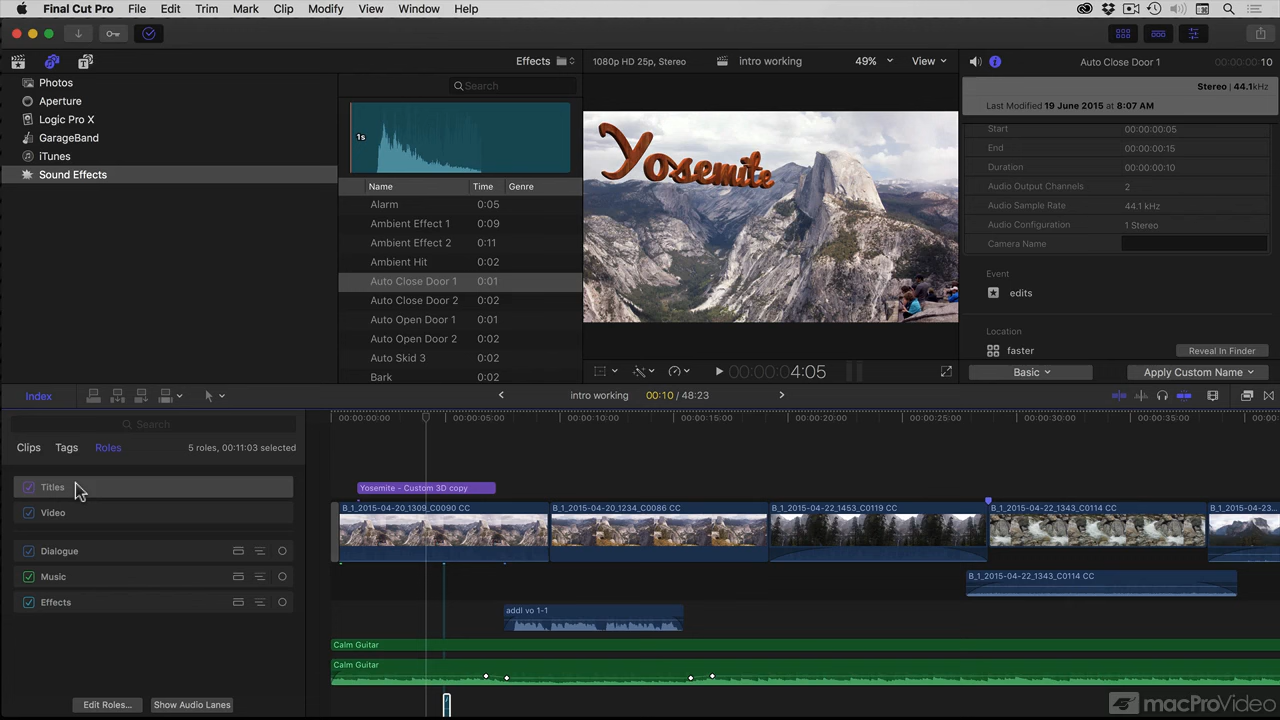 Final Cut Pro File Edit Trim Mark Clip Modify View Window Help
Effects
1080p HD 25p, Stereo
intro working
49%
View
Auto Close Door 1
00:00:00:10
Photos
Aperture
Logic Pro X
GarageBand
iTunes
Sound Effects
Search
1s
Name Time Genre
Alarm 0:05
Ambient Effect 1 0:09
Ambient Effect 2 0:11
Ambient Hit 0:02
Auto Close Door 1 0:01
Auto Close Door 2 0:02
Auto Open Door 1 0:01
Auto Open Door 2 0:02
Auto Skid 3 0:02
Bark 0:02
Yosemite
00:00:00:04:05
Stereo | 44.1kHz
Last Modified 19 June 2015 at 8:07 AM
Start 00:00:00:05
End 00:00:00:15
Duration 00:00:00:10
Audio Output Channels 2
Audio Sample Rate 44.1 kHz
Audio Configuration 1 Stereo
Camera Name
Event
edits
Location
faster
Reveal In Finder
Basic
Apply Custom Name
Index
intro working 00:10 / 48:23
Search
Clips Tags Roles 5 roles, 00:11:03 selected
Titles
Video
Dialogue
Music
Effects
Edit Roles...
Show Audio Lanes
00:00:00:00 00:00:05:00 00:00:10:00 00:00:15:00 00:00:20:00 00:00:25:00 00:00:30:00 00:00:35:00 00:0
Yosemite - Custom 3D copy
B_1_2015-04-20_1309_C0090 CC
B_1_2015-04-20_1234_C0086 CC
B_1_2015-04-22_1453_C0119 CC
B_1_2015-04-22_1343_C0114 CC
B_1_2015-04-23...
B_1_2015-04-22_1343_C0114 CC
addl vo 1-1
Calm Guitar
Calm Guitar
macProVideo